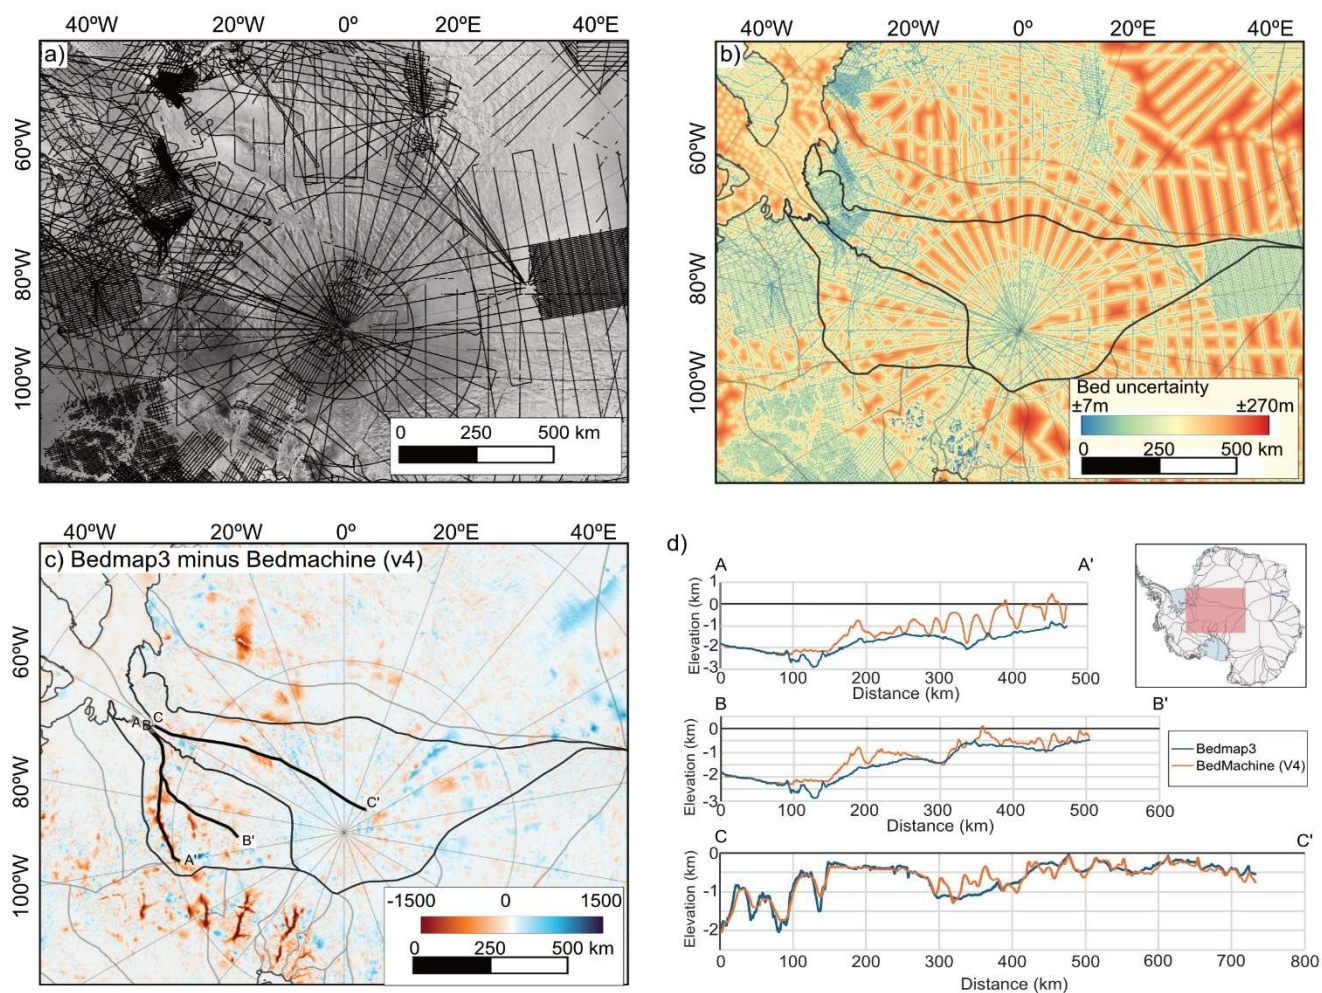 40ºW 20ºW 0º 20ºE 40ºE
a)
60ºW
80ºW
100ºW
0 250 500 km
40ºW 20ºW 0º 20ºE 40ºE
b)
60ºW
80ºW
100ºW
Bed uncertainty
±7m ±270m
0 250 500 km
40ºW 20ºW 0º 20ºE 40ºE
c) Bedmap3 minus Bedmachine (v4)
60ºW
80ºW
100ºW
A B C
C'
B'
A'
-1500 0 1500
0 250 500 km
d)
A A'
Elevation (km)
1
0
-1
-2
-3
0 100 200 300 400 500
Distance (km)
B B'
Elevation (km)
0
-1
-2
-3
0 100 200 300 400 500 600
Distance (km)
Bedmap3
BedMachine (V4)
C C'
Elevation (km)
0
-1
-2
0 100 200 300 400 500 600 700 800
Distance (km)